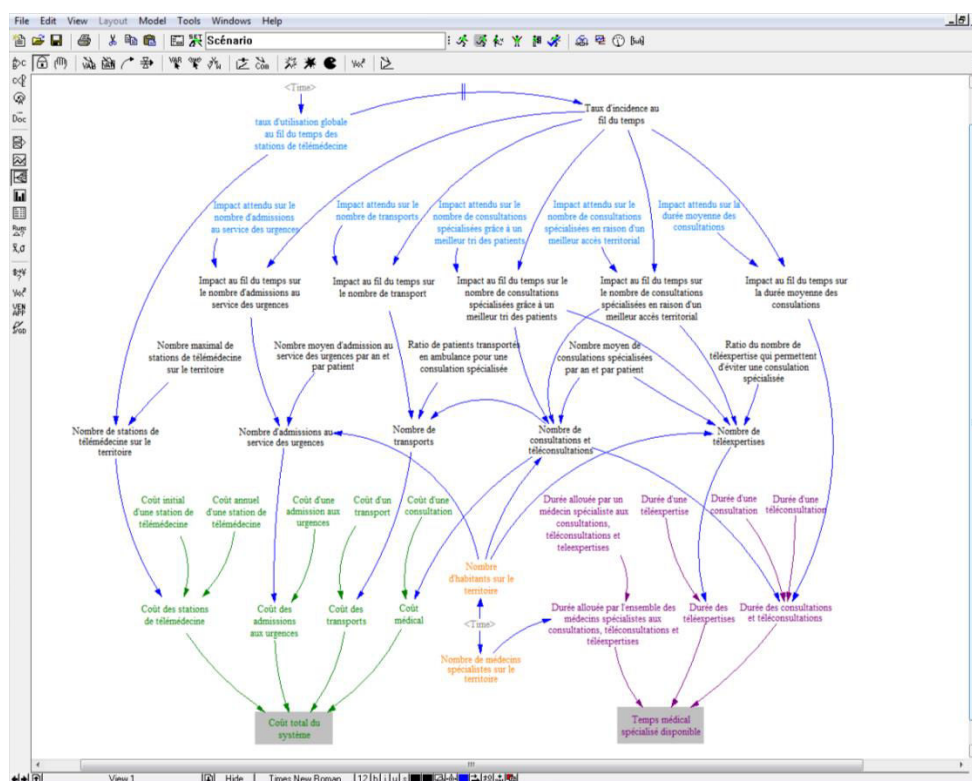 File Edit View Layout Model Tools Windows Help
Scénario
Doc
<Time>
taux d'utilisation globale
au fil du temps des
stations de télémédecine
Taux d'incidence au
fil du temps
Impact attendu sur le
nombre d'admissions
au service des urgences
Impact attendu sur le
nombre de transports
Impact attendu sur le
nombre de consultations
spécialisées grâce à un
meilleur tri des patients
Impact attendu sur le
nombre de consultations
spécialisées en raison d'un
meilleur accès territorial
Impact attendu sur la
durée moyenne des
consultations
Impact au fil du temps sur
le nombre d'admissions au
service des urgences
Impact au fil du temps sur
le nombre de transport
Impact au fil du temps sur le
nombre de consultations
spécialisées grâce à un
meilleur tri des patients
Impact au fil du temps sur
le nombre de consultations
spécialisées en raison d'un
meilleur accès territorial
Impact au fil du temps sur
la durée moyenne des
consultations
Nombre maximal de
stations de télémédecine
sur le territoire
Nombre moyen d'admission au
service des urgences par an et
par patient
Ratio de patients transportés
en ambulance pour une
consultation spécialisée
Nombre moyen de
consultations spécialisées
par an et par patient
Ratio du nombre de
téléexpertise qui permettent
d'éviter une consultation
spécialisée
Nombre de stations de
télémédecine sur le
territoire
Nombre d'admissions au
service des urgences
Nombre de
transports
Nombre de
consultations et
téléconsultations
Nombre de
téléexpertises
Coût initial
d'une station de
télémédecine
Coût annuel
d'une station de
télémédecine
Coût d'une
admission aux
urgences
Coût d'un
transport
Coût d'une
consultation
Durée allouée par un
médecin spécialiste aux
consultations,
téléconsultations et
teleexpertises
Durée d'une
téléexpertise
Durée d'une
consultation
Durée d'une
téléconsultation
Nombre
d'habitants sur le
territoire
Coût des stations
de télémédecine
Coût des
admissions
aux urgences
Coût des
transports
Coût
médical
<Time>
Durée allouée par l'ensemble des
médecins spécialistes aux
consultations, téléconsultations et
téléexpertises
Durée des
téléexpertises
Durée des consultations
et téléconsultations
Nombre de médecins
spécialistes sur le
territoire
Coût total du
système
Temps médical
spécialisé disponible
View 1 Hide Times New Roman 12 b i u s